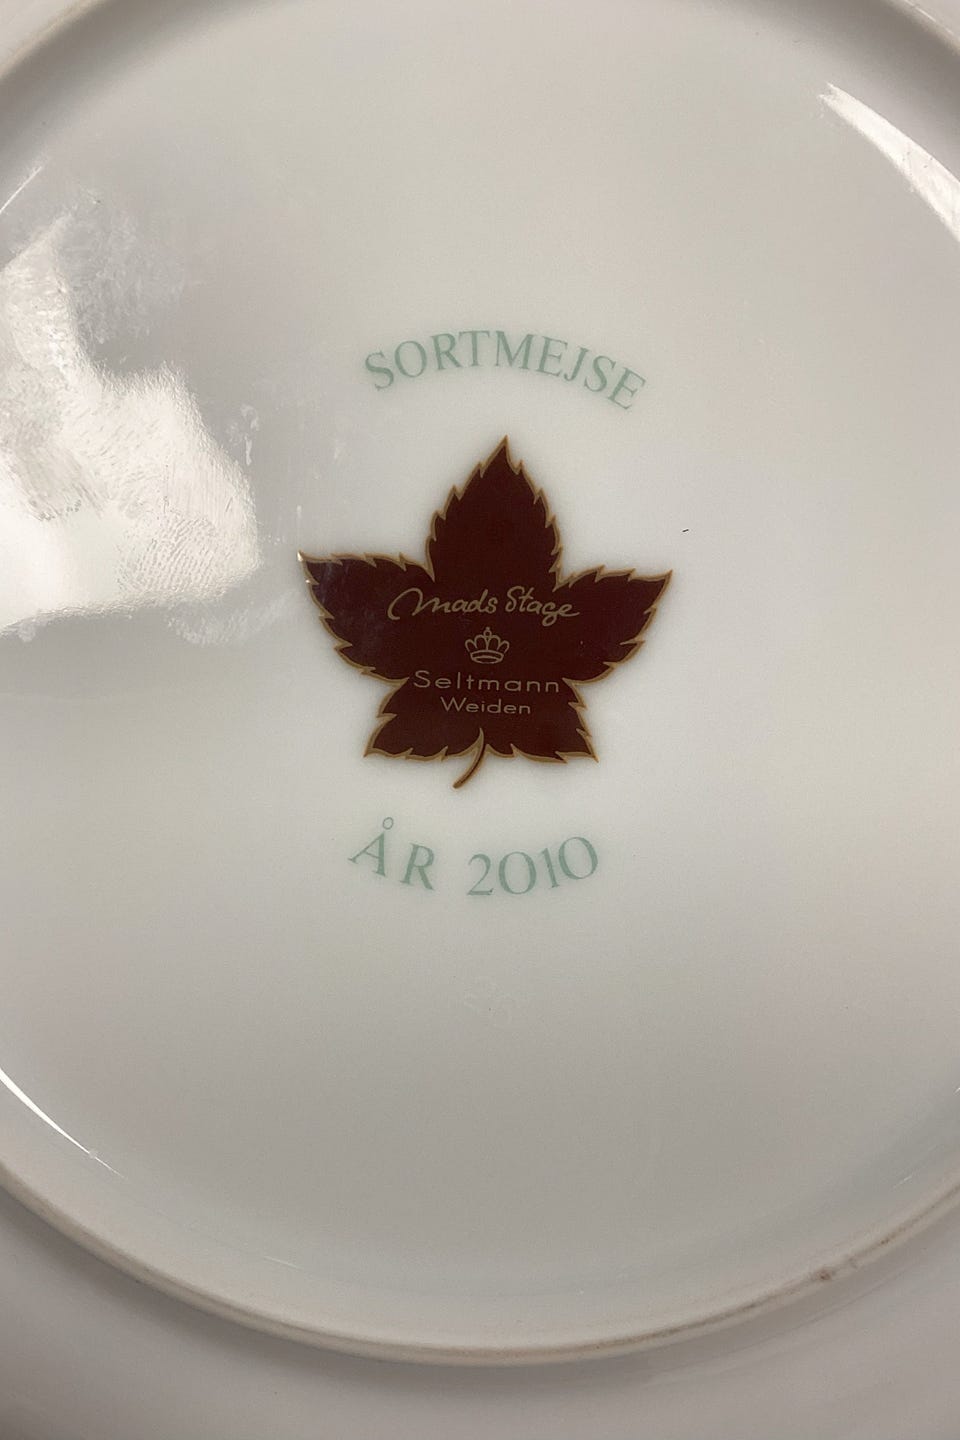 SORTMEJSE
Mads Stage
Seltmann
Weiden
ÅR 2010